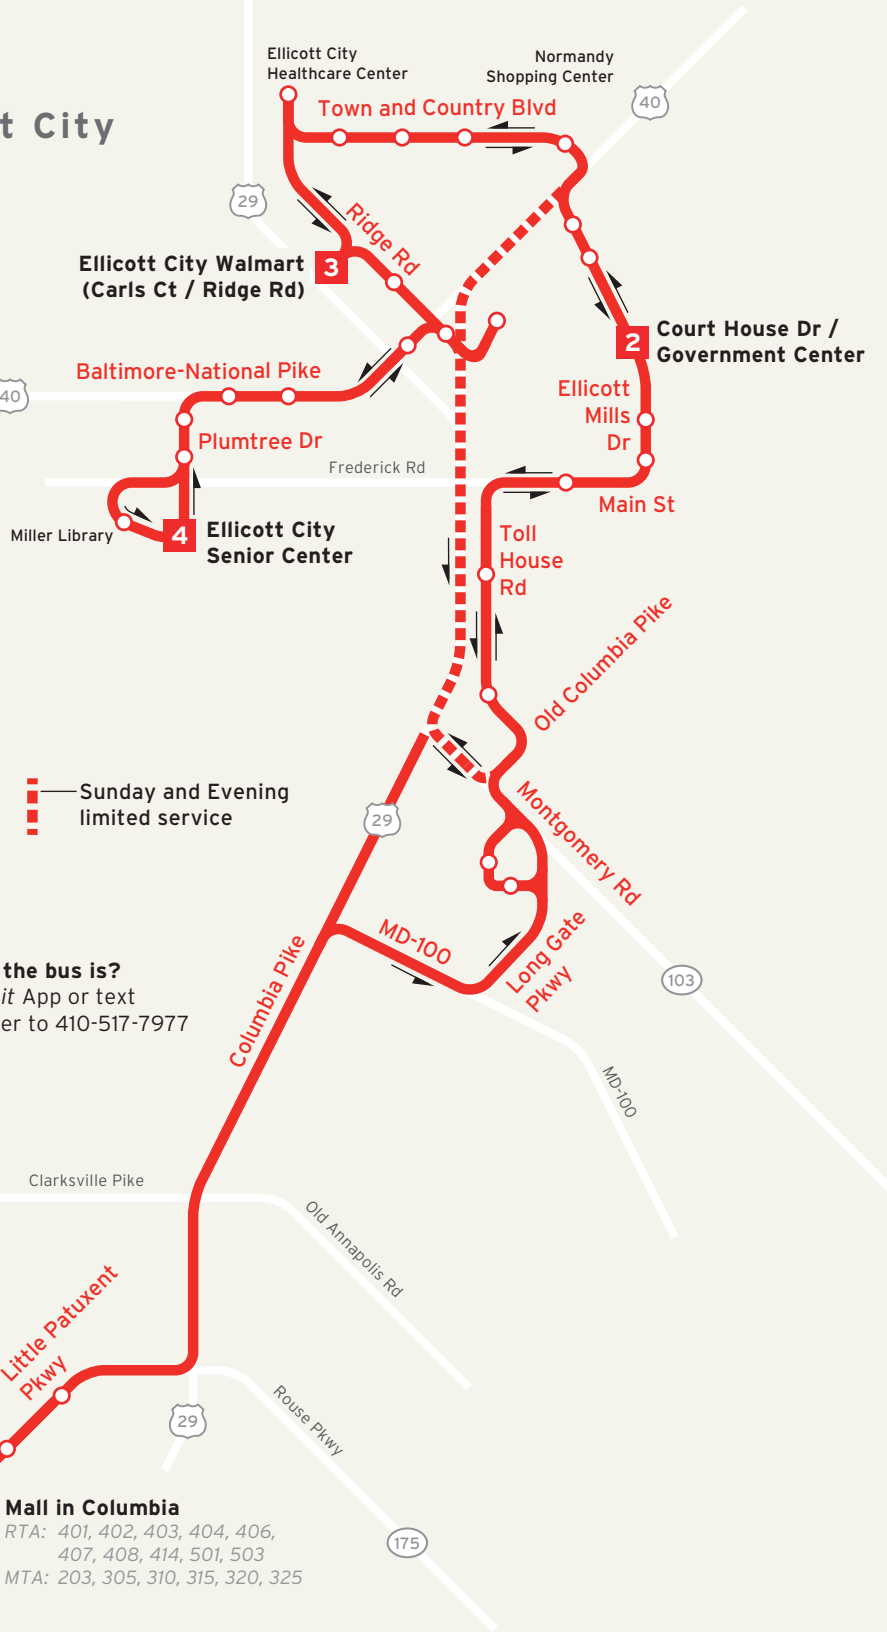 Ellicott City
Healthcare Center
Normandy
Shopping Center
40
t City
Town and Country Blvd
29
Ridge Rd
Ellicott City Walmart
(Carls Ct / Ridge Rd)
3
2
Court House Dr /
Government Center
Baltimore-National Pike
40
Ellicott
Mills
Dr
Plumtree Dr
Frederick Rd
Main St
Miller Library
4
Ellicott City
Senior Center
Toll
House
Rd
Old Columbia Pike
Sunday and Evening
limited service
29
Montgomery Rd
MD-100
Long Gate
Pkwy
Columbia Pike
103
the bus is?
it App or text
er to 410-517-7977
MD-100
Clarksville Pike
Old Annapolis Rd
Little Patuxent
Pkwy
29
Rouse Pkwy
Mall in Columbia
RTA: 401, 402, 403, 404, 406,
407, 408, 414, 501, 503
MTA: 203, 305, 310, 315, 320, 325
175